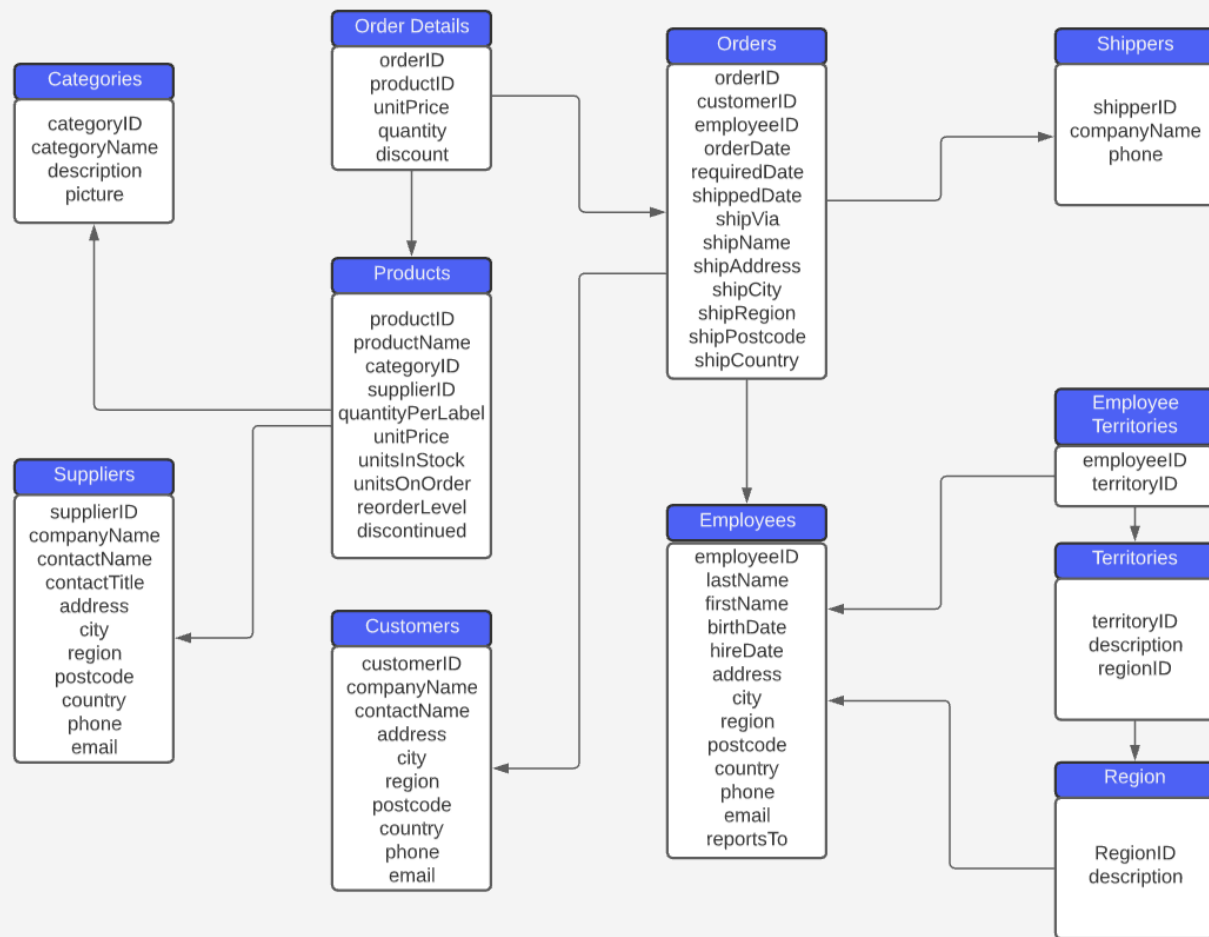 Categories
categoryID
categoryName
description
picture
Order Details
orderID
productID
unitPrice
quantity
discount
Orders
orderID
customerID
employeeID
orderDate
requiredDate
shippedDate
shipVia
shipName
shipAddress
shipCity
shipRegion
shipPostcode
shipCountry
Shippers
shipperID
companyName
phone
Products
productID
productName
categoryID
supplierID
quantityPerLabel
unitPrice
unitsInStock
unitsOnOrder
reorderLevel
discontinued
Suppliers
supplierID
companyName
contactName
contactTitle
address
city
region
postcode
country
phone
email
Customers
customerID
companyName
contactName
address
city
region
postcode
country
phone
email
Employees
employeeID
lastName
firstName
birthDate
hireDate
address
city
region
postcode
country
phone
email
reportsTo
Employee
Territories
employeeID
territoryID
Territories
territoryID
description
regionID
Region
RegionID
description